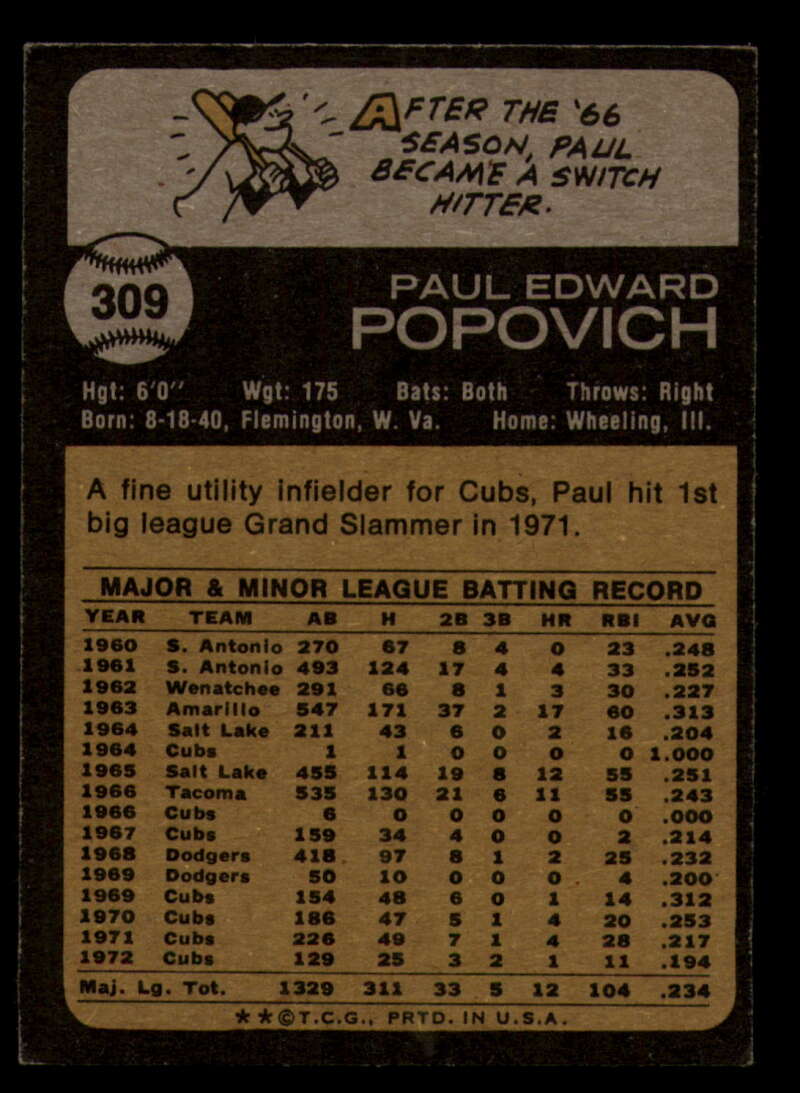 AFTER THE '66
SEASON, PAUL
BECAME A SWITCH
HITTER.
309
PAUL EDWARD
POPOVICH
Hgt: 6'0" Wgt: 175 Bats: Both Throws: Right
Born: 8-18-40, Flemington, W. Va. Home: Wheeling, Ill.
A fine utility infielder for Cubs, Paul hit 1st
big league Grand Slammer in 1971.
MAJOR & MINOR LEAGUE BATTING RECORD
YEAR TEAM AB H 2B 3B HR RBI AVG
1960 S. Antonio 270 67 8 4 0 23 .248
1961 S. Antonio 493 124 17 4 4 33 .252
1962 Wenatchee 291 66 8 1 3 30 .227
1963 Amarillo 547 171 37 2 17 60 .313
1964 Salt Lake 211 43 6 0 2 16 .204
1964 Cubs 1 1 0 0 0 0 1.000
1965 Salt Lake 455 114 19 8 12 55 .251
1966 Tacoma 535 130 21 6 11 55 .243
1966 Cubs 6 0 0 0 0 0 .000
1967 Cubs 159 34 4 0 0 2 .214
1968 Dodgers 418 97 8 1 2 25 .232
1969 Dodgers 50 10 0 0 0 4 .200
1969 Cubs 154 48 6 0 1 14 .312
1970 Cubs 186 47 5 1 4 20 .253
1971 Cubs 226 49 7 1 4 28 .217
1972 Cubs 129 25 3 2 1 11 .194
Maj. Lg. Tot. 1329 311 33 5 12 104 .234
**©T.C.G., PRTD. IN U.S.A.